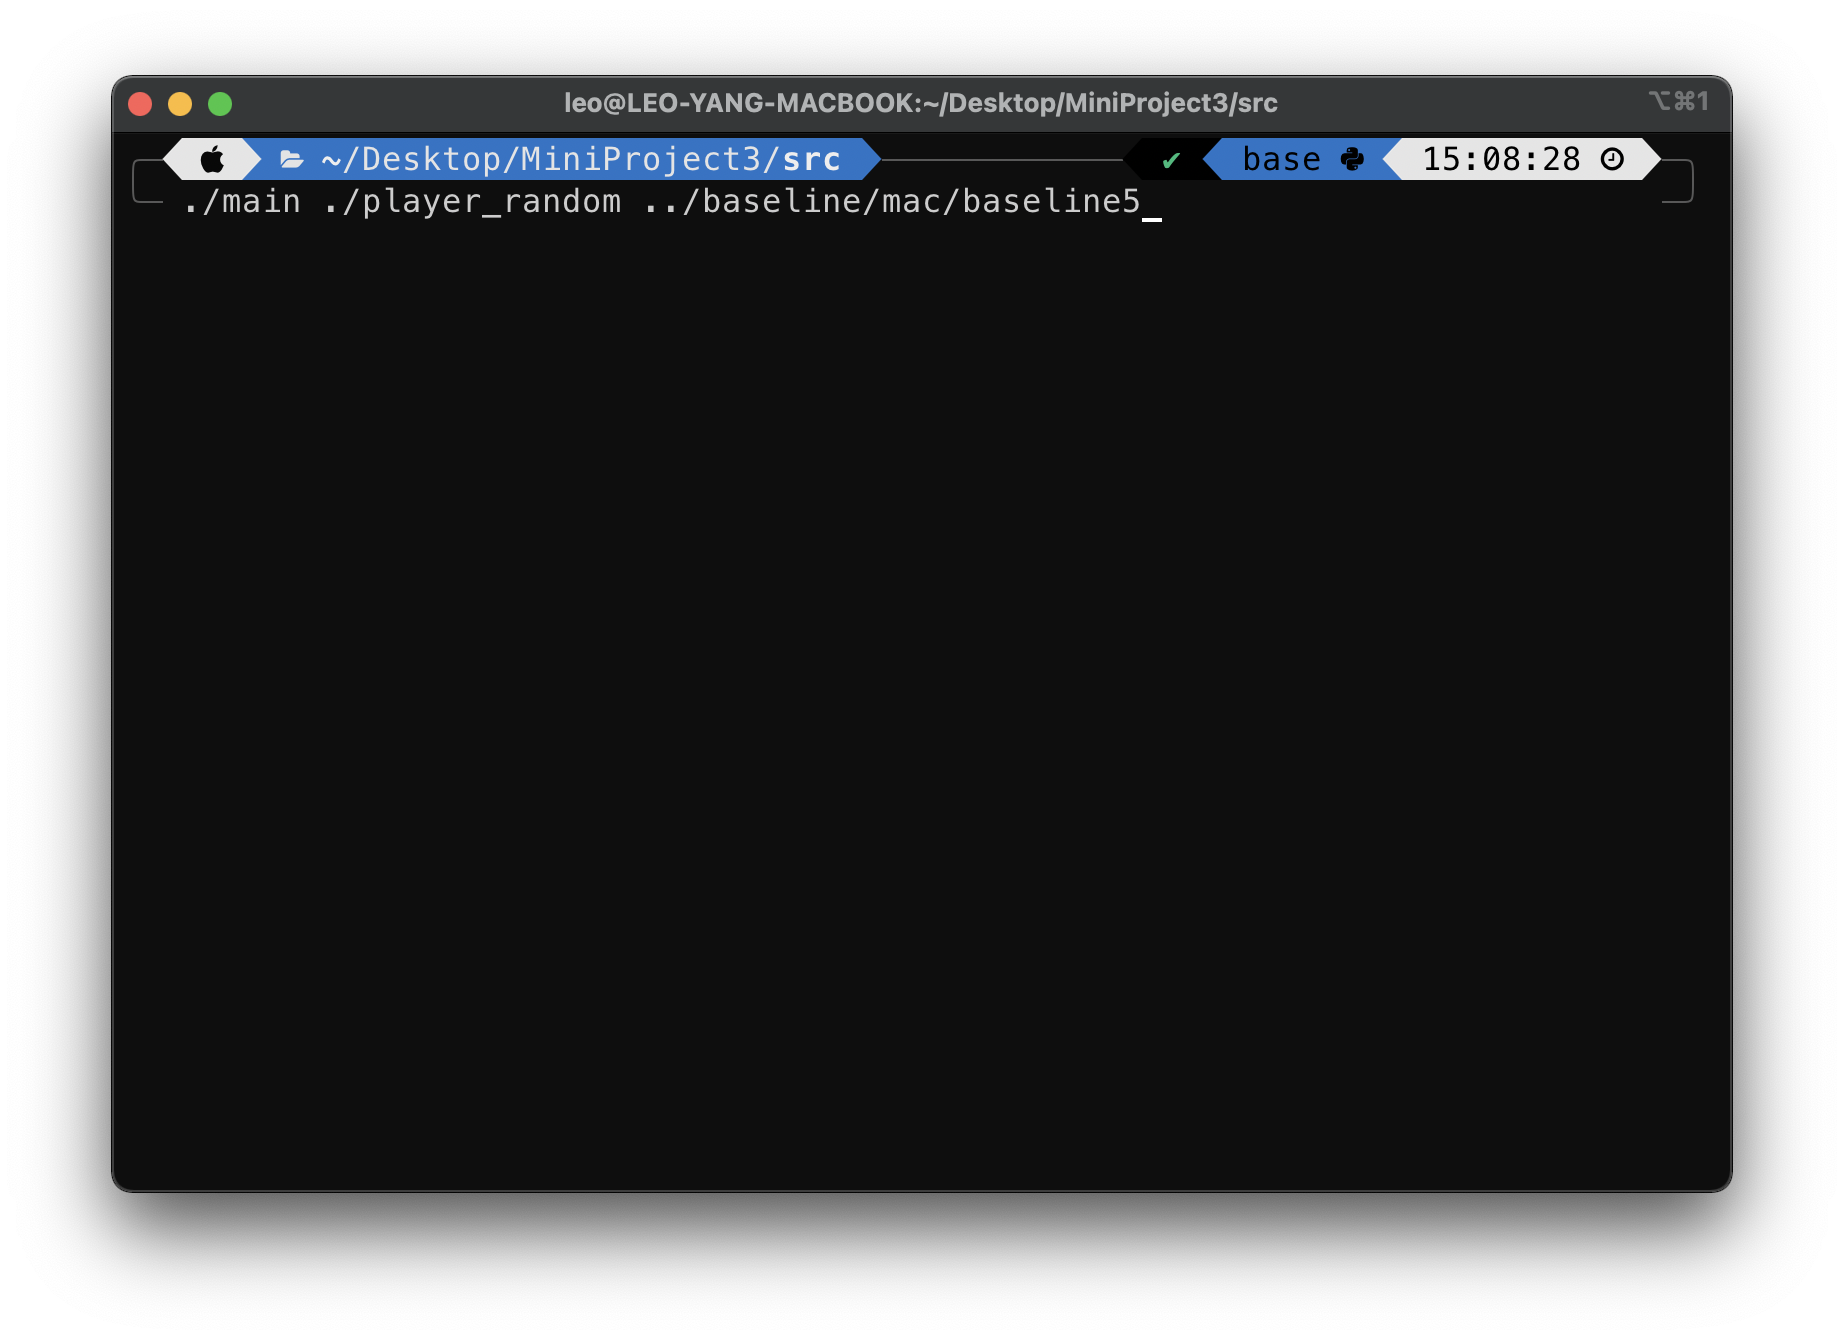 leo@LEO-YANG-MACBOOK:~/Desktop/MiniProject3/src ⌥⌘1
~/Desktop/MiniProject3/src ✔ base 15:08:28
./main ./player_random ../baseline/mac/baseline5_